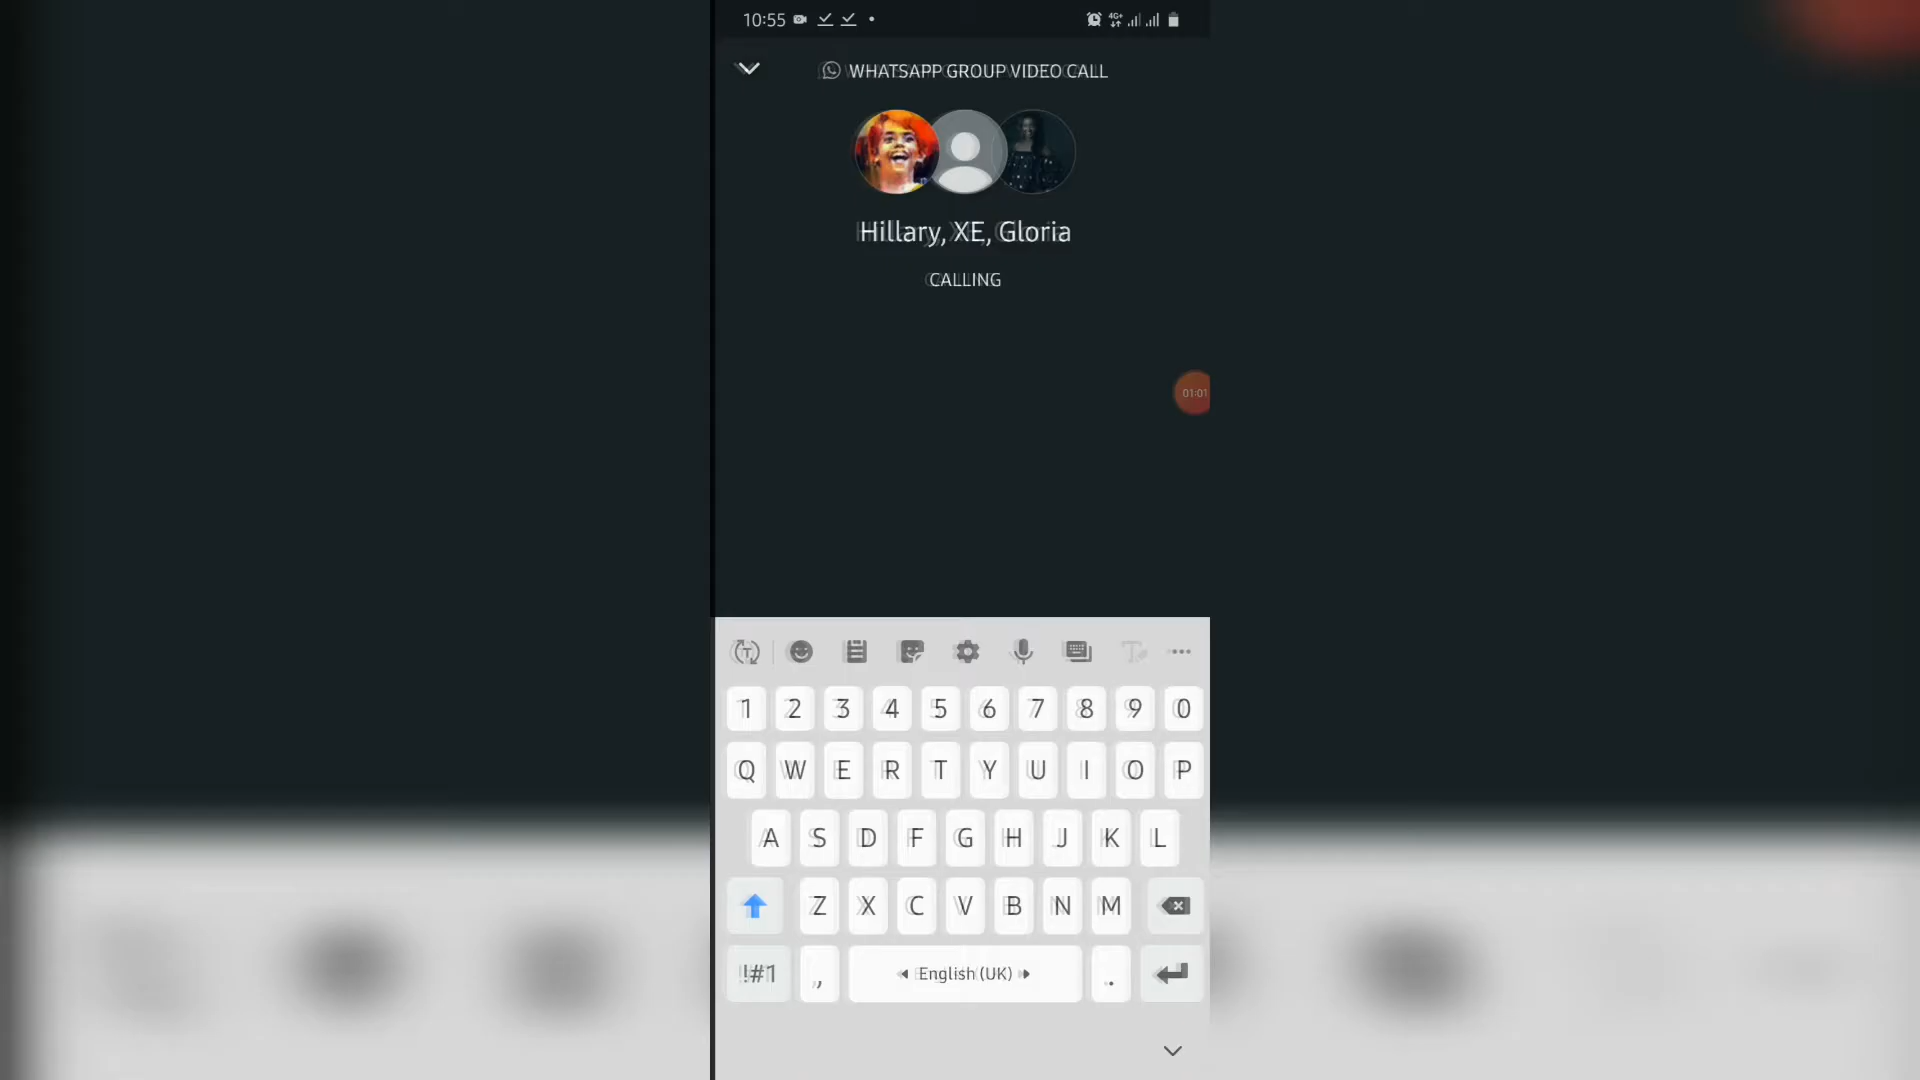 10:55
4G+
WHATSAPP GROUP VIDEO CALL
Hillary, XE, Gloria
CALLING
01:01
1 2 3 4 5 6 7 8 9 0
Q W E R T Y U I O P
A S D F G H J K L
Z X C V B N M
!#1 , English (UK) .